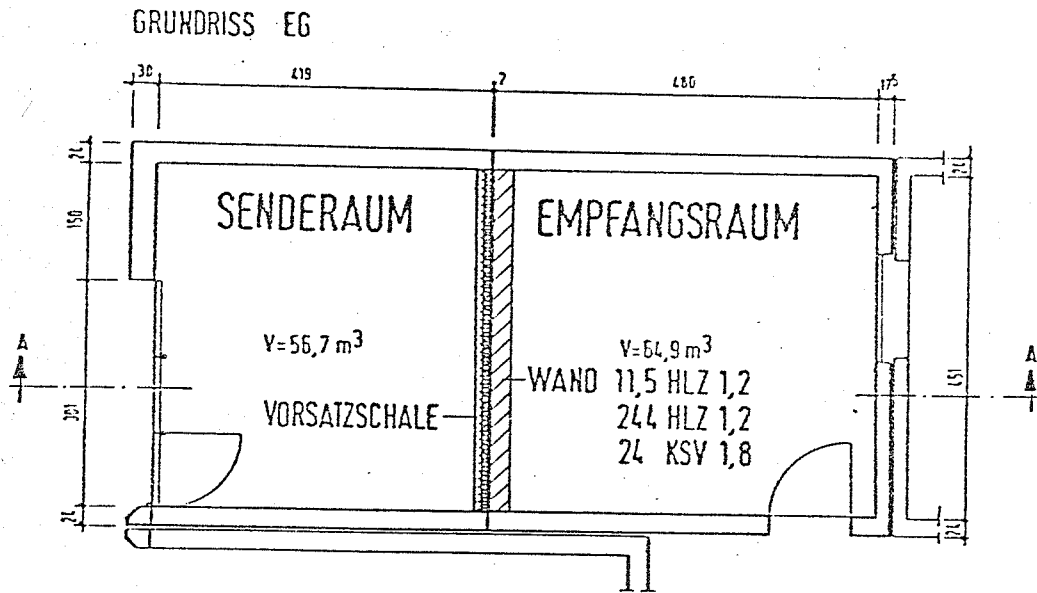 GRUNDRISS EG
30 419 2 480 17⁵
24
150
301
24
24
451
24
SENDERAUM
EMPFANGSRAUM
V=56,7 m³
V=64,9 m³
A
A
WAND 11,5 HLZ 1,2
VORSATZSCHALE
244 HLZ 1,2
24 KSV 1,8